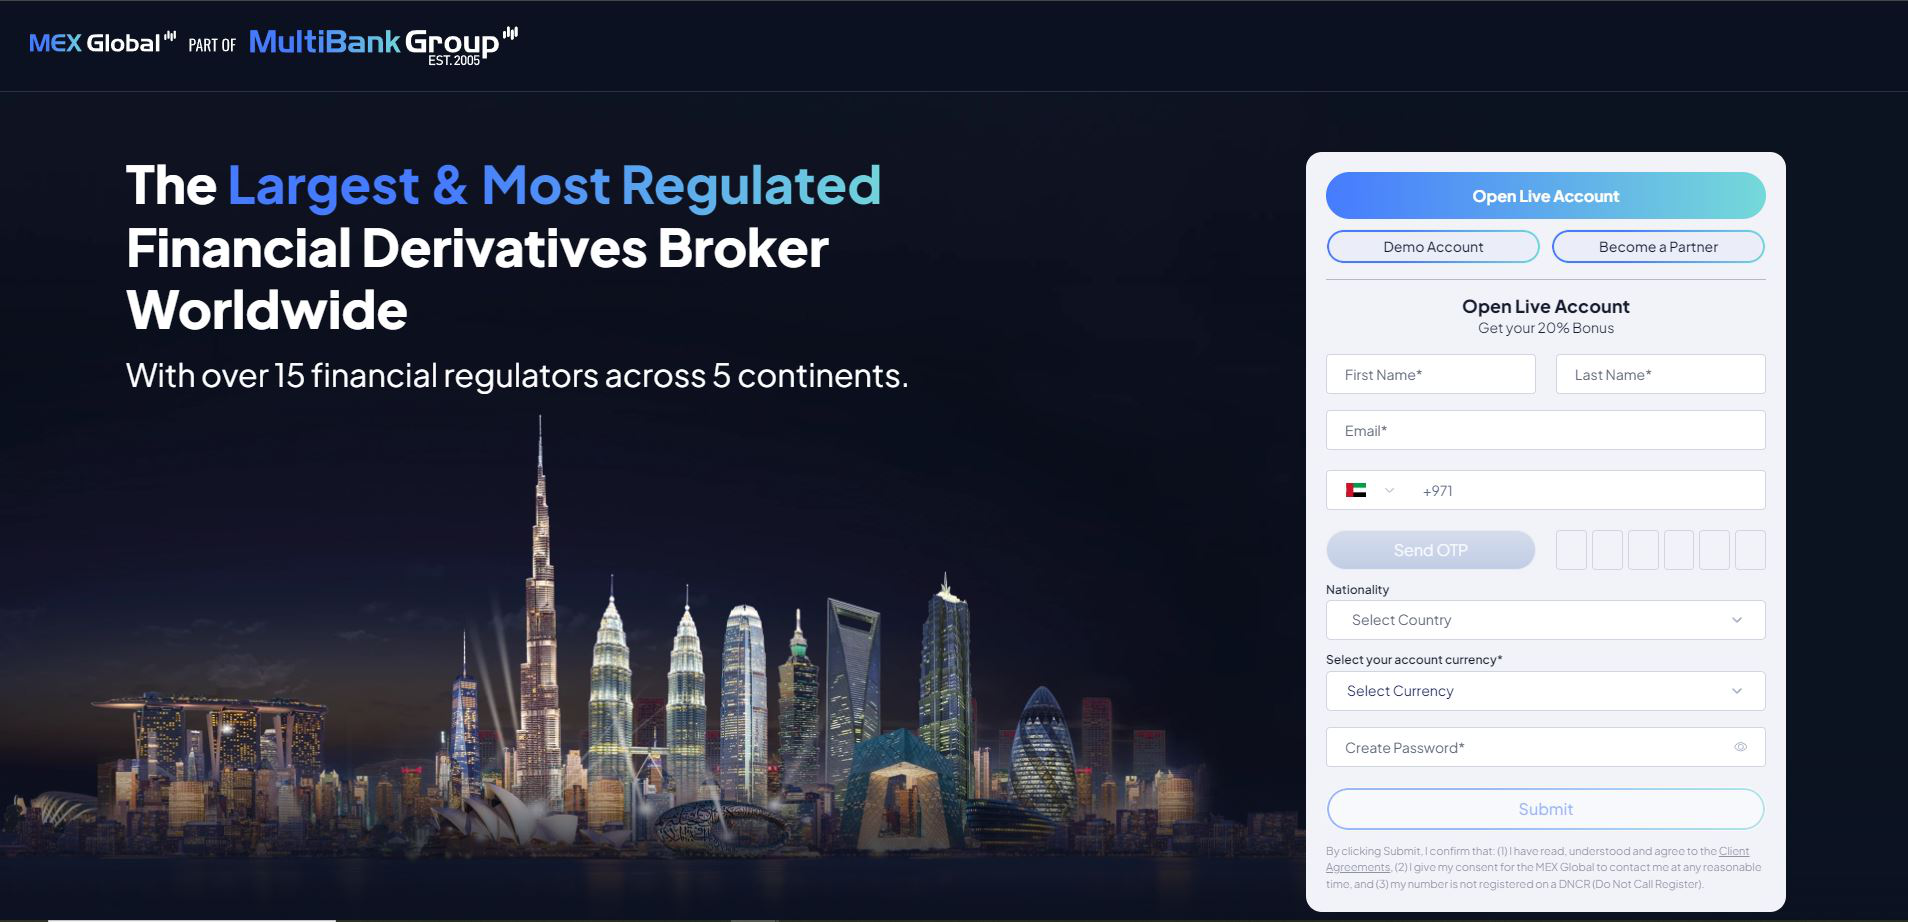 MEX Global PART OF MultiBank Group
EST. 2005
The Largest & Most Regulated
Financial Derivatives Broker
Worldwide
With over 15 financial regulators across 5 continents.
Open Live Account
Demo Account
Become a Partner
Open Live Account
Get your 20% Bonus
First Name*
Last Name*
Email*
+971
Send OTP
Nationality
Select Country
Select your account currency*
Select Currency
Create Password*
Submit
By clicking Submit, I confirm that: (1) I have read, understood and agree to the Client
Agreements, (2) I give my consent for the MEX Global to contact me at any reasonable
time, and (3) my number is not registered on a DNCR (Do Not Call Register).